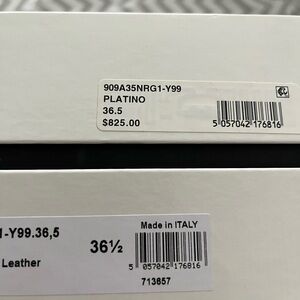 909A35NRG1-Y99
PLATINO
36.5
$825.00
5 057042 176816
1-Y99.36,5
36½
Made in ITALY
Leather
5 057042 176816
713657